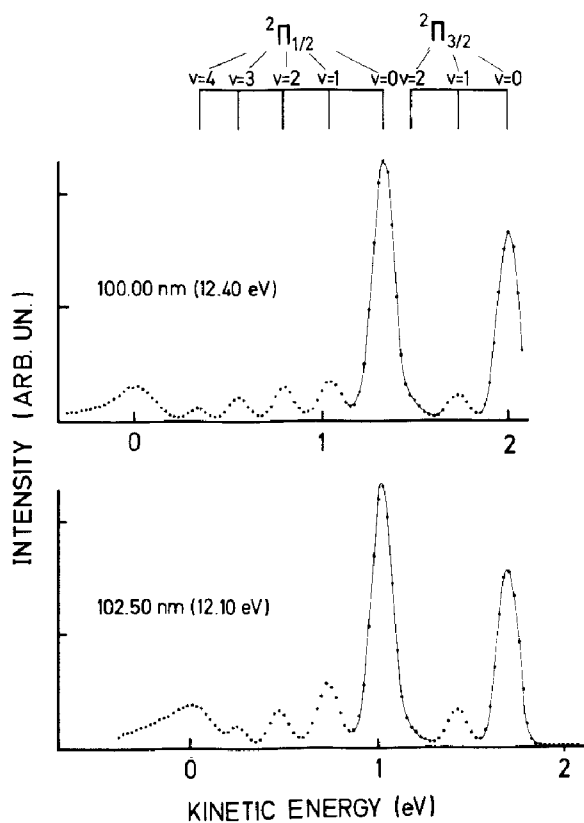 ²Π₁/₂ ²Π₃/₂
v=4 v=3 v=2 v=1 v=0 v=2 v=1 v=0
100.00 nm (12.40 eV)
0 1 2
102.50 nm (12.10 eV)
0 1 2
INTENSITY (ARB. UN.)
KINETIC ENERGY (eV)